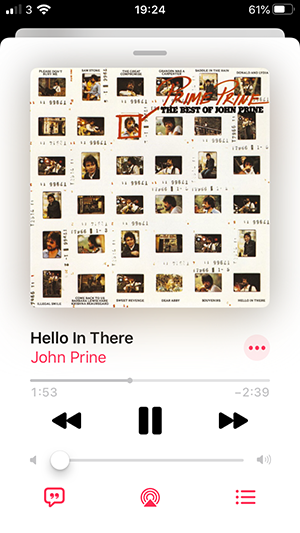 3 19:24 61%
PLEASE DON'T BURY ME
SAM STONE
THE GREAT COMPROMISE
GRANDPA WAS A CARPENTER
SADDLE IN THE RAIN
DONALD AND LYDIA
PRIME PRINE
THE BEST OF JOHN PRINE
ILLEGAL SMILE
COME BACK TO US BARBARA LEWIS HARE KRISHNA BEAUREGARD
SWEET REVENGE
DEAR ABBY
SOUVENIRS
HELLO IN THERE
Hello In There
John Prine
1:53 −2:39